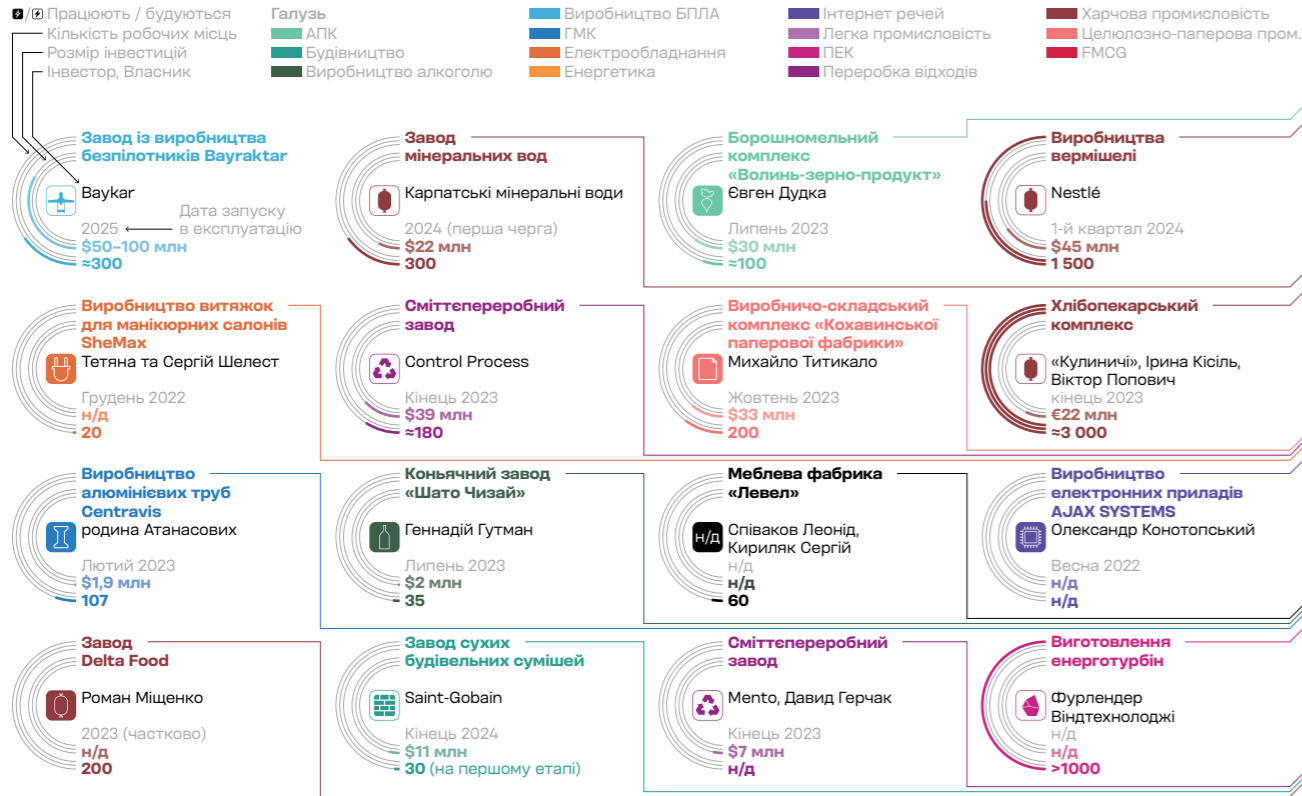 Працюють / будуються
Кількість робочих місць
Розмір інвестицій
Інвестор, Власник
Галузь
АПК
Будівництво
Виробництво алкоголю
Виробництво БПЛА
ГМК
Електрообладнання
Енергетика
Інтернет речей
Легка промисловість
ПЕК
Переробка відходів
Харчова промисловість
Целюлозно-паперова пром.
FMCG
Завод із виробництва
безпілотників Bayraktar
Baykar
Дата запуску
в експлуатацію
2025
$50–100 млн
≈300
Завод
мінеральних вод
Карпатські мінеральні води
2024 (перша черга)
$22 млн
300
Борошномельний
комплекс
«Волинь-зерно-продукт»
Євген Дудка
Липень 2023
$30 млн
≈100
Виробництва
вермішелі
Nestlé
1-й квартал 2024
$45 млн
1 500
Виробництво витяжок
для манікюрних салонів
SheMax
Тетяна та Сергій Шелест
Грудень 2022
н/д
20
Сміттєпереробний
завод
Control Process
Кінець 2023
$39 млн
≈180
Виробничо-складський
комплекс «Кохавинської
паперової фабрики»
Михайло Титикало
Жовтень 2023
$33 млн
200
Хлібопекарський
комплекс
«Кулиничі», Ірина Кісіль,
Віктор Попович
кінець 2023
€22 млн
≈3 000
Виробництво
алюмінієвих труб
Centravis
родина Атанасових
Лютий 2023
$1,9 млн
107
Коньячний завод
«Шато Чизай»
Геннадій Гутман
Липень 2023
$2 млн
35
Меблева фабрика
«Левел»
н/д
Співаков Леонід,
Кириляк Сергій
н/д
н/д
60
Виробництво
електронних приладів
AJAX SYSTEMS
Олександр Конотопський
Весна 2022
н/д
н/д
Завод
Delta Food
Роман Міщенко
2023 (частково)
н/д
200
Завод сухих
будівельних сумішей
Saint-Gobain
Кінець 2024
$11 млн
30 (на першому етапі)
Сміттєпереробний
завод
Mento, Давид Герчак
Кінець 2023
$7 млн
н/д
Виготовлення
енерготурбін
Фурлендер
Віндтехнолоджі
н/д
н/д
>1000